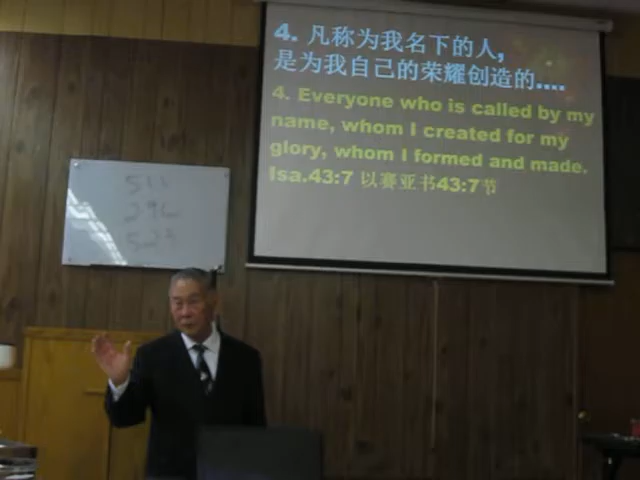 4. 凡称为我名下的人,
是为我自己的荣耀创造的....
4. Everyone who is called by my
name, whom I created for my
glory, whom I formed and made.
Isa.43:7 以赛亚书43:7节
296